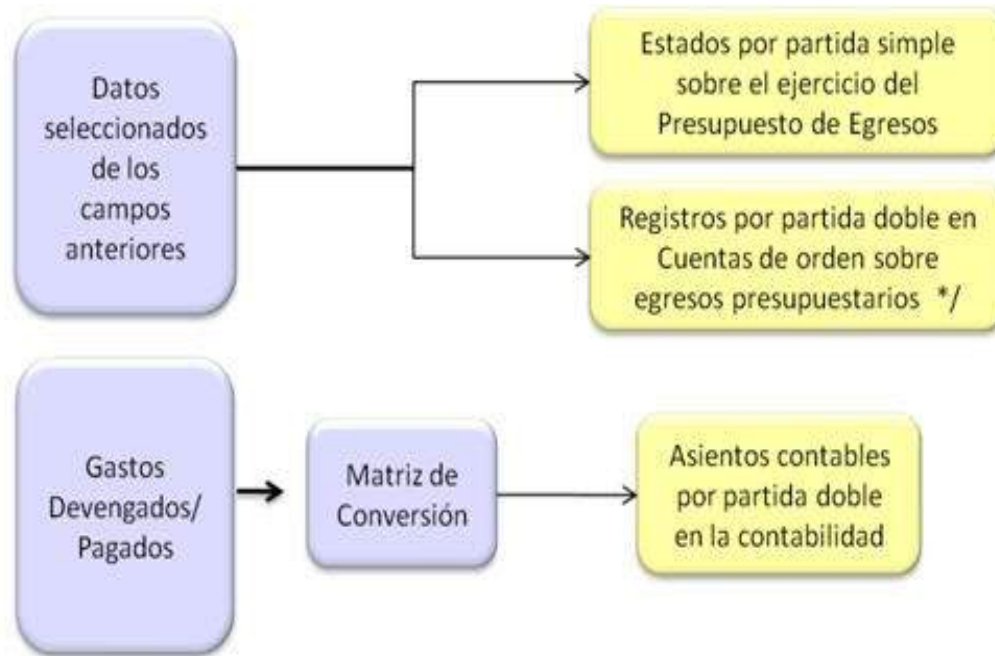 Datos
seleccionados
de los
campos
anteriores
Estados por partida simple
sobre el ejercicio del
Presupuesto de Egresos
Registros por partida doble en
Cuentas de orden sobre
egresos presupuestarios */
Gastos
Devengados/
Pagados
Matriz de
Conversión
Asientos contables
por partida doble
en la contabilidad